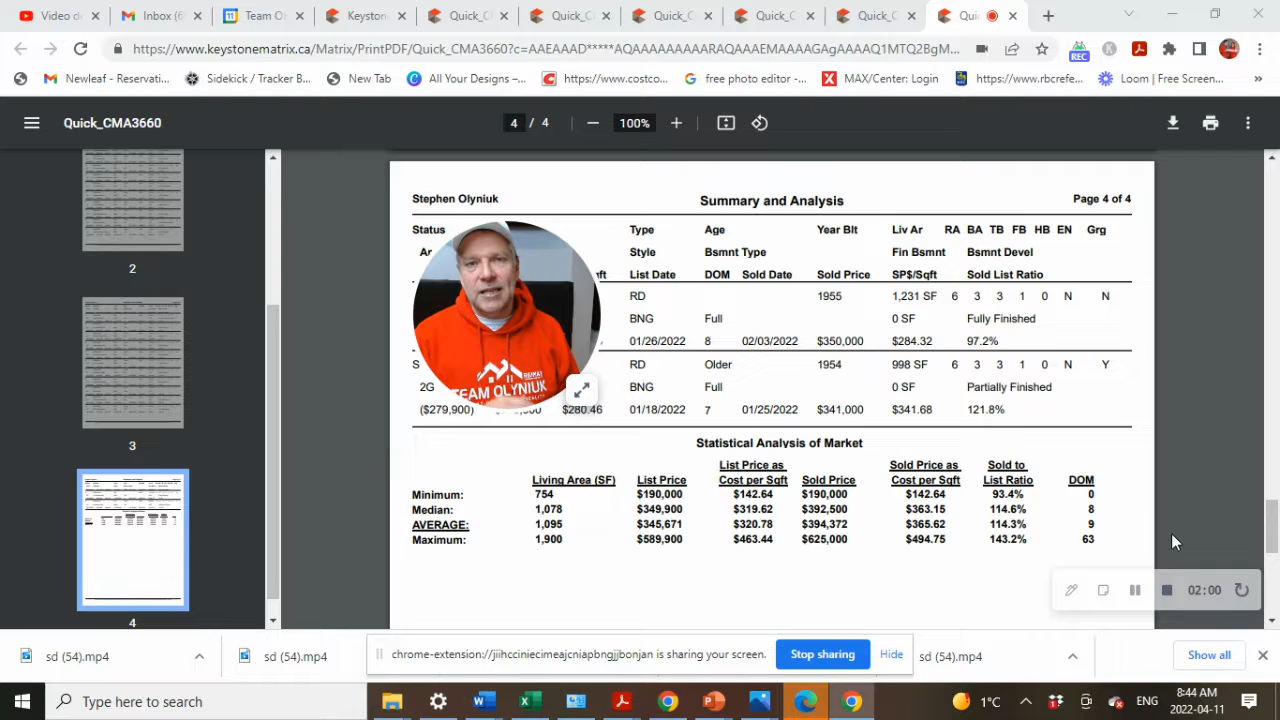 Video d
Inbox (6
Team O
Keystone
Quick_C
Quick_C
Quick_C
Quick_C
Quick_C
Quic
https://www.keystonematrix.ca/Matrix/PrintPDF/Quick_CMA3660?c=AAEAAAD*****AQAAAAAAAARAQAAAEMAAAAGAgAAAAQ1MTQ2BgM...
REC
K
Newleaf - Reservati...
Sidekick / Tracker B...
New Tab
All Your Designs –...
https://www.costco...
free photo editor -...
MAX/Center: Login
https://www.rbcrefe...
Loom | Free Screen...
»
Quick_CMA3660
4 / 4
100%
2
3
4
Stephen Olyniuk Summary and Analysis Page 4 of 4
Status Type Age Year Blt Liv Ar RA BA TB FB HB EN Grg
Ar Style Bsmnt Type Fin Bsmnt Bsmnt Devel
ft List Date DOM Sold Date Sold Price SP$/Sqft Sold List Ratio
RD 1955 1,231 SF 6 3 3 1 0 N N
BNG Full 0 SF Fully Finished
01/26/2022 8 02/03/2022 $350,000 $284.32 97.2%
S RD Older 1954 998 SF 6 3 3 1 0 N Y
2G BNG Full 0 SF Partially Finished
($279,900) $280.46 01/18/2022 7 01/25/2022 $341,000 $341.68 121.8%
RE/MAX
TEAM OLYNIUK
Statistical Analysis of Market
List Price as Sold Price as Sold to
Living Area (SF) List Price Cost per Sqft Sold Price Cost per Sqft List Ratio DOM
Minimum: 754 $190,000 $142.64 $190,000 $142.64 93.4% 0
Median: 1,078 $349,900 $319.62 $392,500 $363.15 114.6% 8
AVERAGE: 1,095 $345,671 $320.78 $394,372 $365.62 114.3% 9
Maximum: 1,900 $589,900 $463.44 $625,000 $494.75 143.2% 63
02:00
sd (54).mp4
sd (54).mp4
chrome-extension://jiihcciniecimeajcniapbngjjbonjan is sharing your screen.
Stop sharing
Hide
sd (54).mp4
Show all
Type here to search
1°C
ENG
8:44 AM
2022-04-11